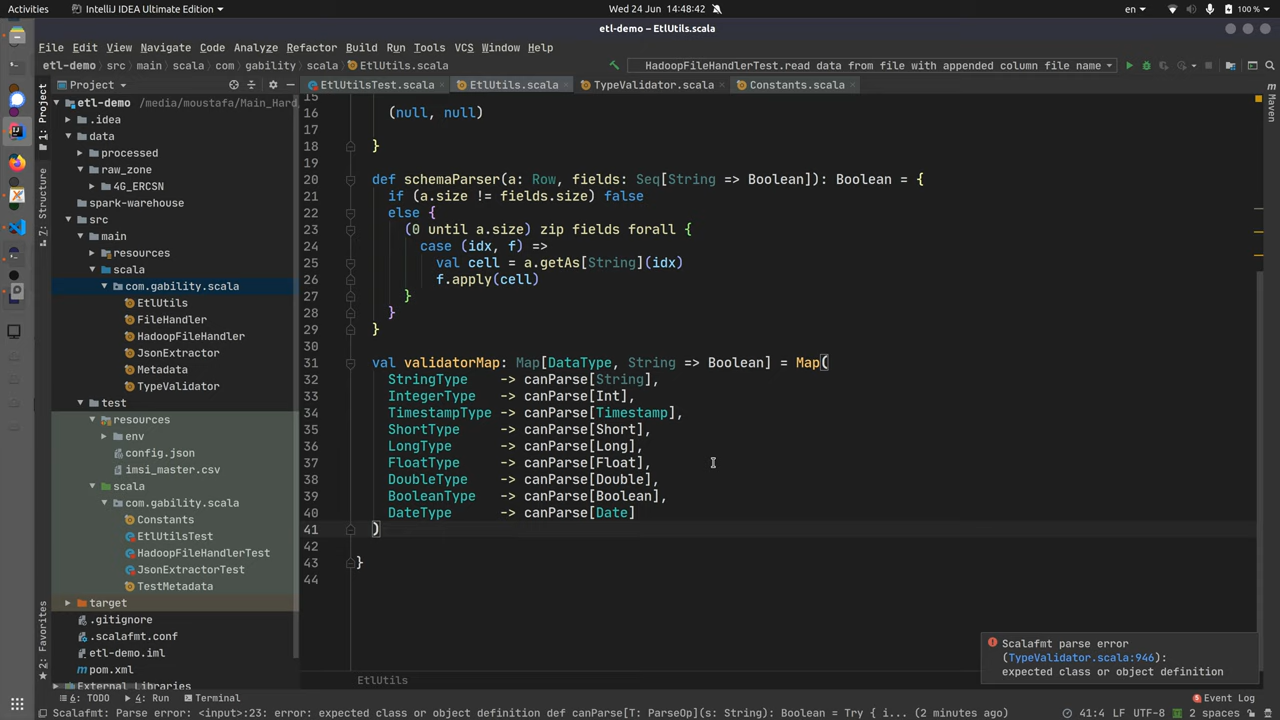 Activities
IntelliJ IDEA Ultimate Edition
Wed 24 Jun 14:48:42
en
100 %
etl-demo – EtlUtils.scala
File Edit View Navigate Code Analyze Refactor Build Run Tools VCS Window Help
etl-demo src main scala com gability scala EtlUtils.scala
HadoopFileHandlerTest.read data from file with appended column file name
Project
EtlUtilsTest.scala
EtlUtils.scala
TypeValidator.scala
Constants.scala
1: Project
Structure
2: Favorites
Maven
etl-demo /media/moustafa/Main_Hard
.idea
data
processed
raw_zone
4G_ERCSN
spark-warehouse
src
main
resources
scala
com.gability.scala
EtlUtils
FileHandler
HadoopFileHandler
JsonExtractor
Metadata
TypeValidator
test
resources
env
config.json
imsi_master.csv
scala
com.gability.scala
Constants
EtlUtilsTest
HadoopFileHandlerTest
JsonExtractorTest
TestMetadata
target
.gitignore
.scalafmt.conf
etl-demo.iml
pom.xml
External Libraries
15
16 (null, null)
17
18 }
19
20 def schemaParser(a: Row, fields: Seq[String => Boolean]): Boolean = {
21 if (a.size != fields.size) false
22 else {
23 (0 until a.size) zip fields forall {
24 case (idx, f) =>
25 val cell = a.getAs[String](idx)
26 f.apply(cell)
27 }
28 }
29 }
30
31 val validatorMap: Map[DataType, String => Boolean] = Map(
32 StringType -> canParse[String],
33 IntegerType -> canParse[Int],
34 TimestampType -> canParse[Timestamp],
35 ShortType -> canParse[Short],
36 LongType -> canParse[Long],
37 FloatType -> canParse[Float],
38 DoubleType -> canParse[Double],
39 BooleanType -> canParse[Boolean],
40 DateType -> canParse[Date]
41 )
42
43 }
44
Scalafmt parse error
(TypeValidator.scala:946):
expected class or object definition
EtlUtils
6: TODO
4: Run
Terminal
Event Log
Scalafmt: Parse error: <input>:23: error: expected class or object definition def canParse[T: ParseOp](s: String): Boolean = Try { i (2 minutes ago)
41:4 LF UTF-8 2 spaces